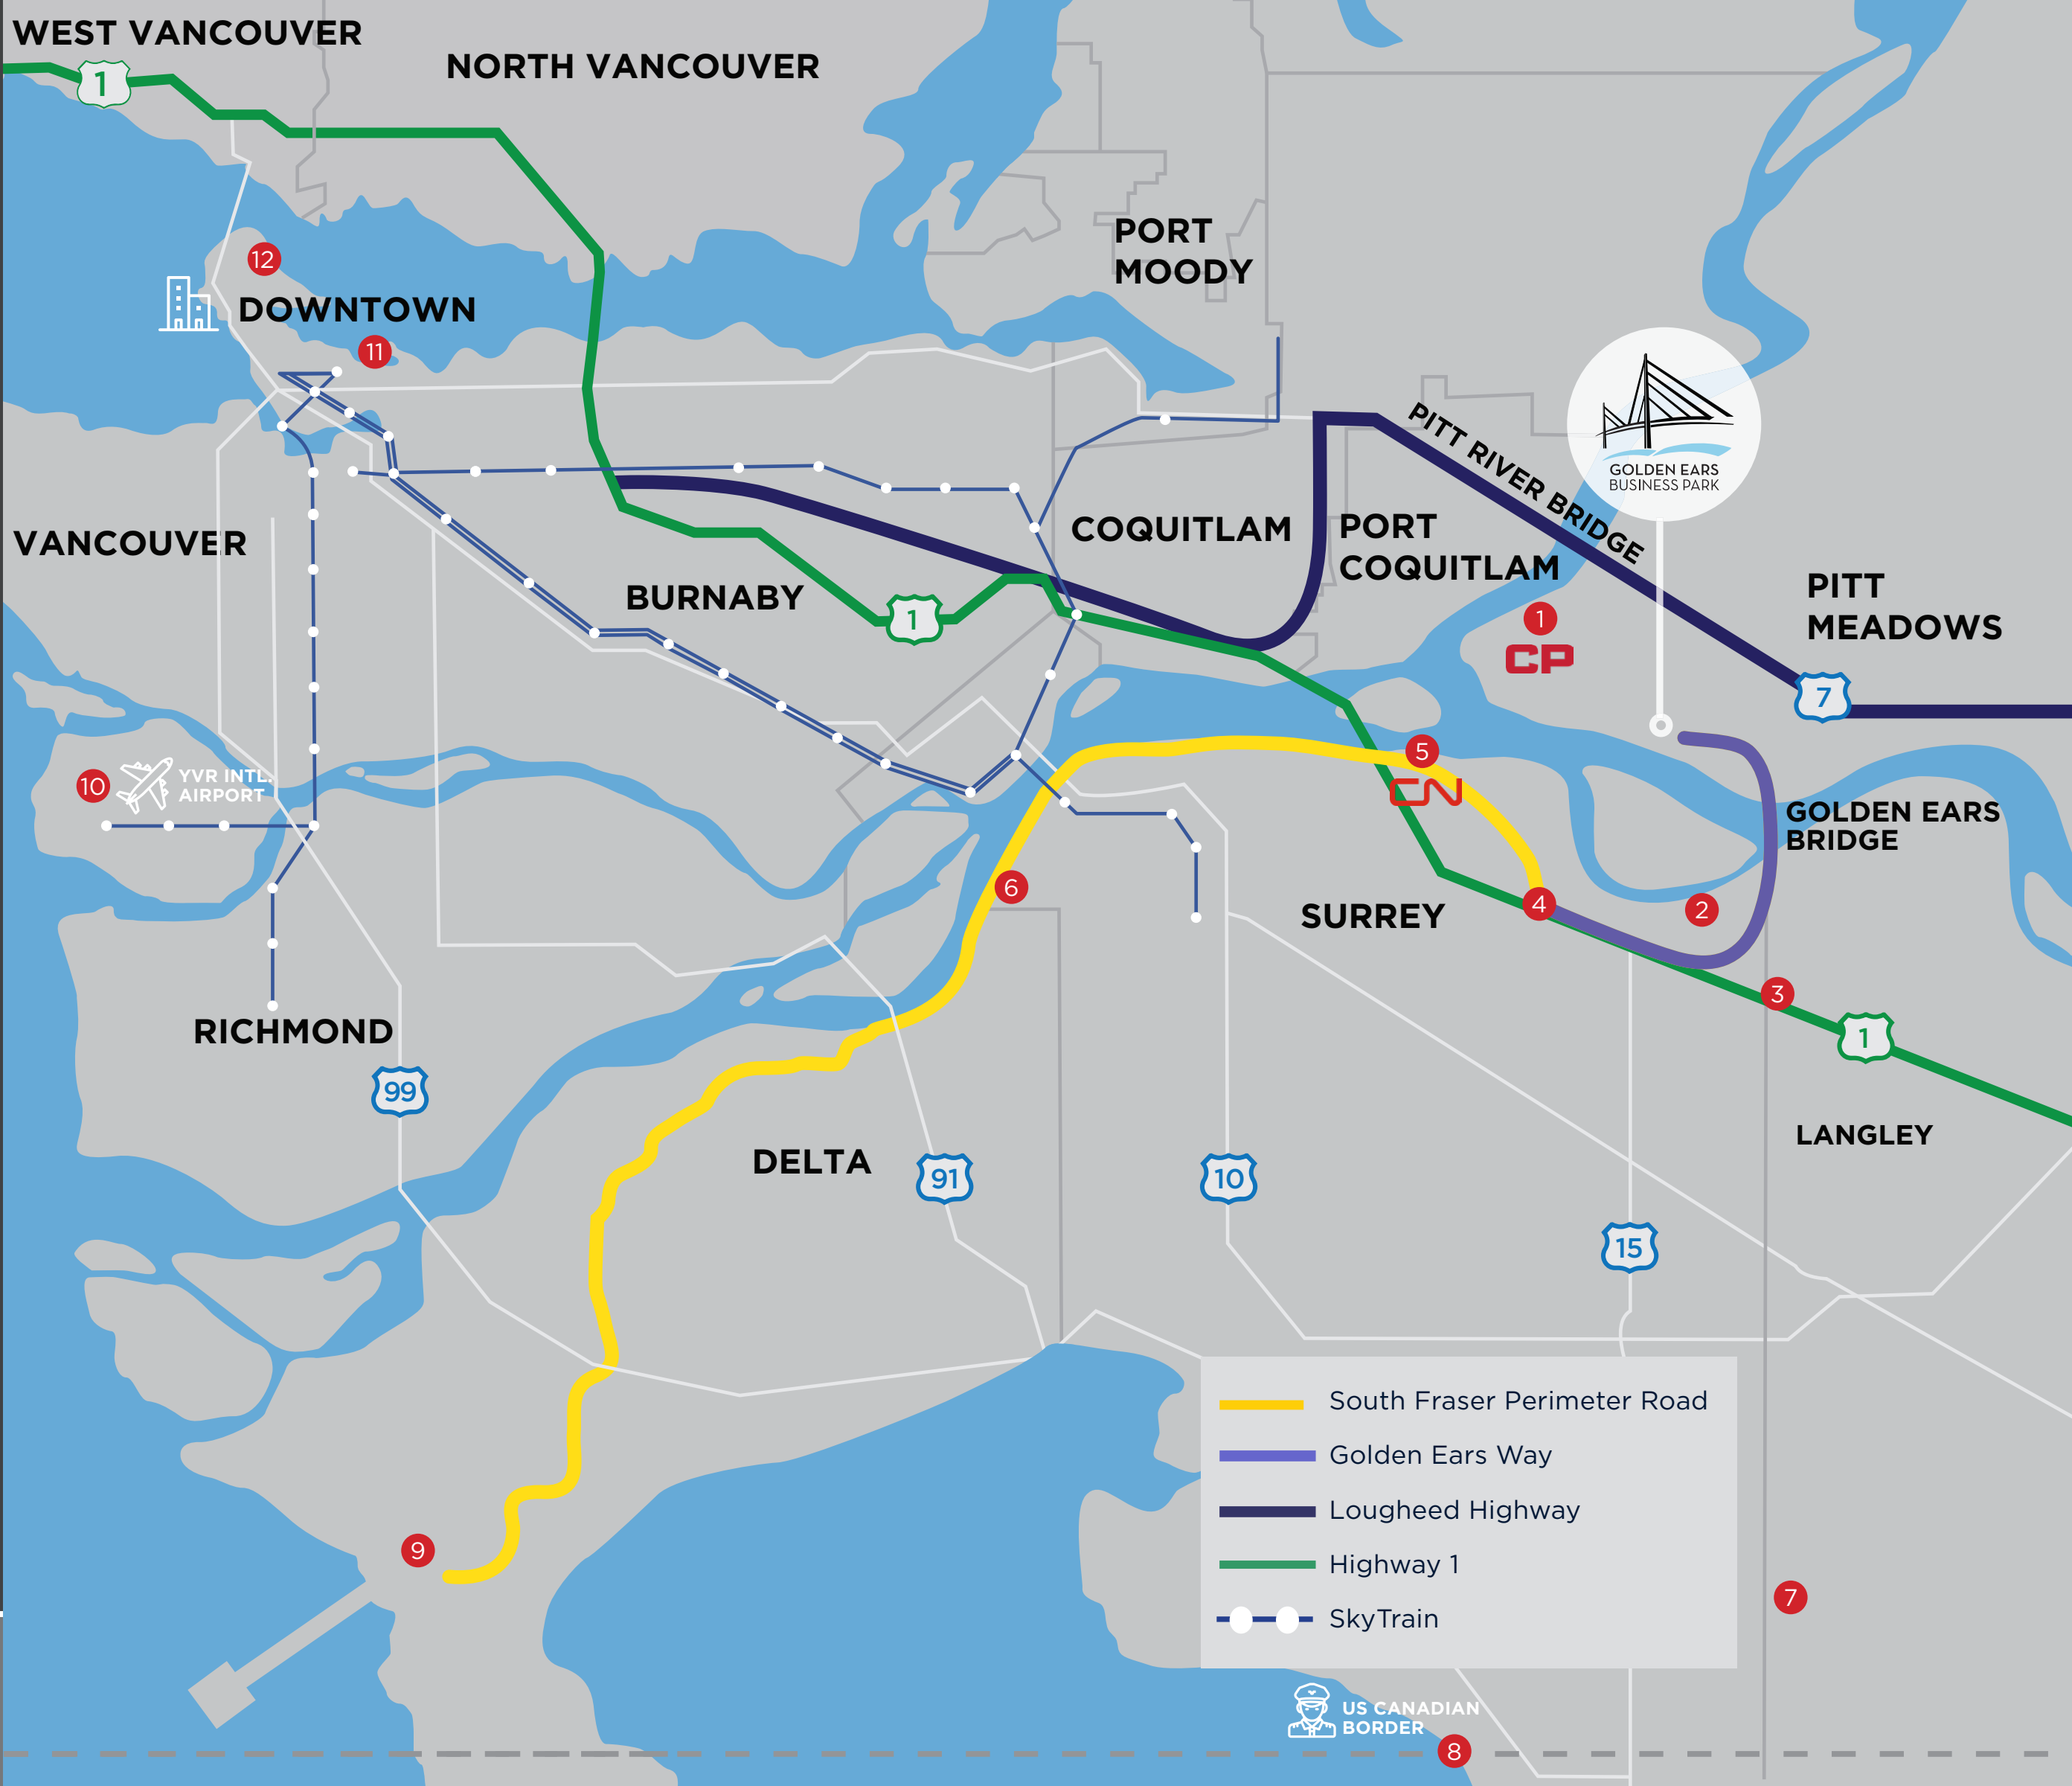 WEST VANCOUVER
1
NORTH VANCOUVER
PORT
MOODY
12
DOWNTOWN
11
GOLDEN EARS
BUSINESS PARK
PITT RIVER BRIDGE
VANCOUVER
COQUITLAM
PORT
COQUITLAM
BURNABY
1
PITT
MEADOWS
1
CP
7
10
YVR INTL.
AIRPORT
5
CN
GOLDEN EARS
BRIDGE
6
SURREY
4
2
3
1
RICHMOND
99
LANGLEY
DELTA
91
10
15
South Fraser Perimeter Road
Golden Ears Way
Lougheed Highway
Highway 1
SkyTrain
9
7
US CANADIAN
BORDER
8